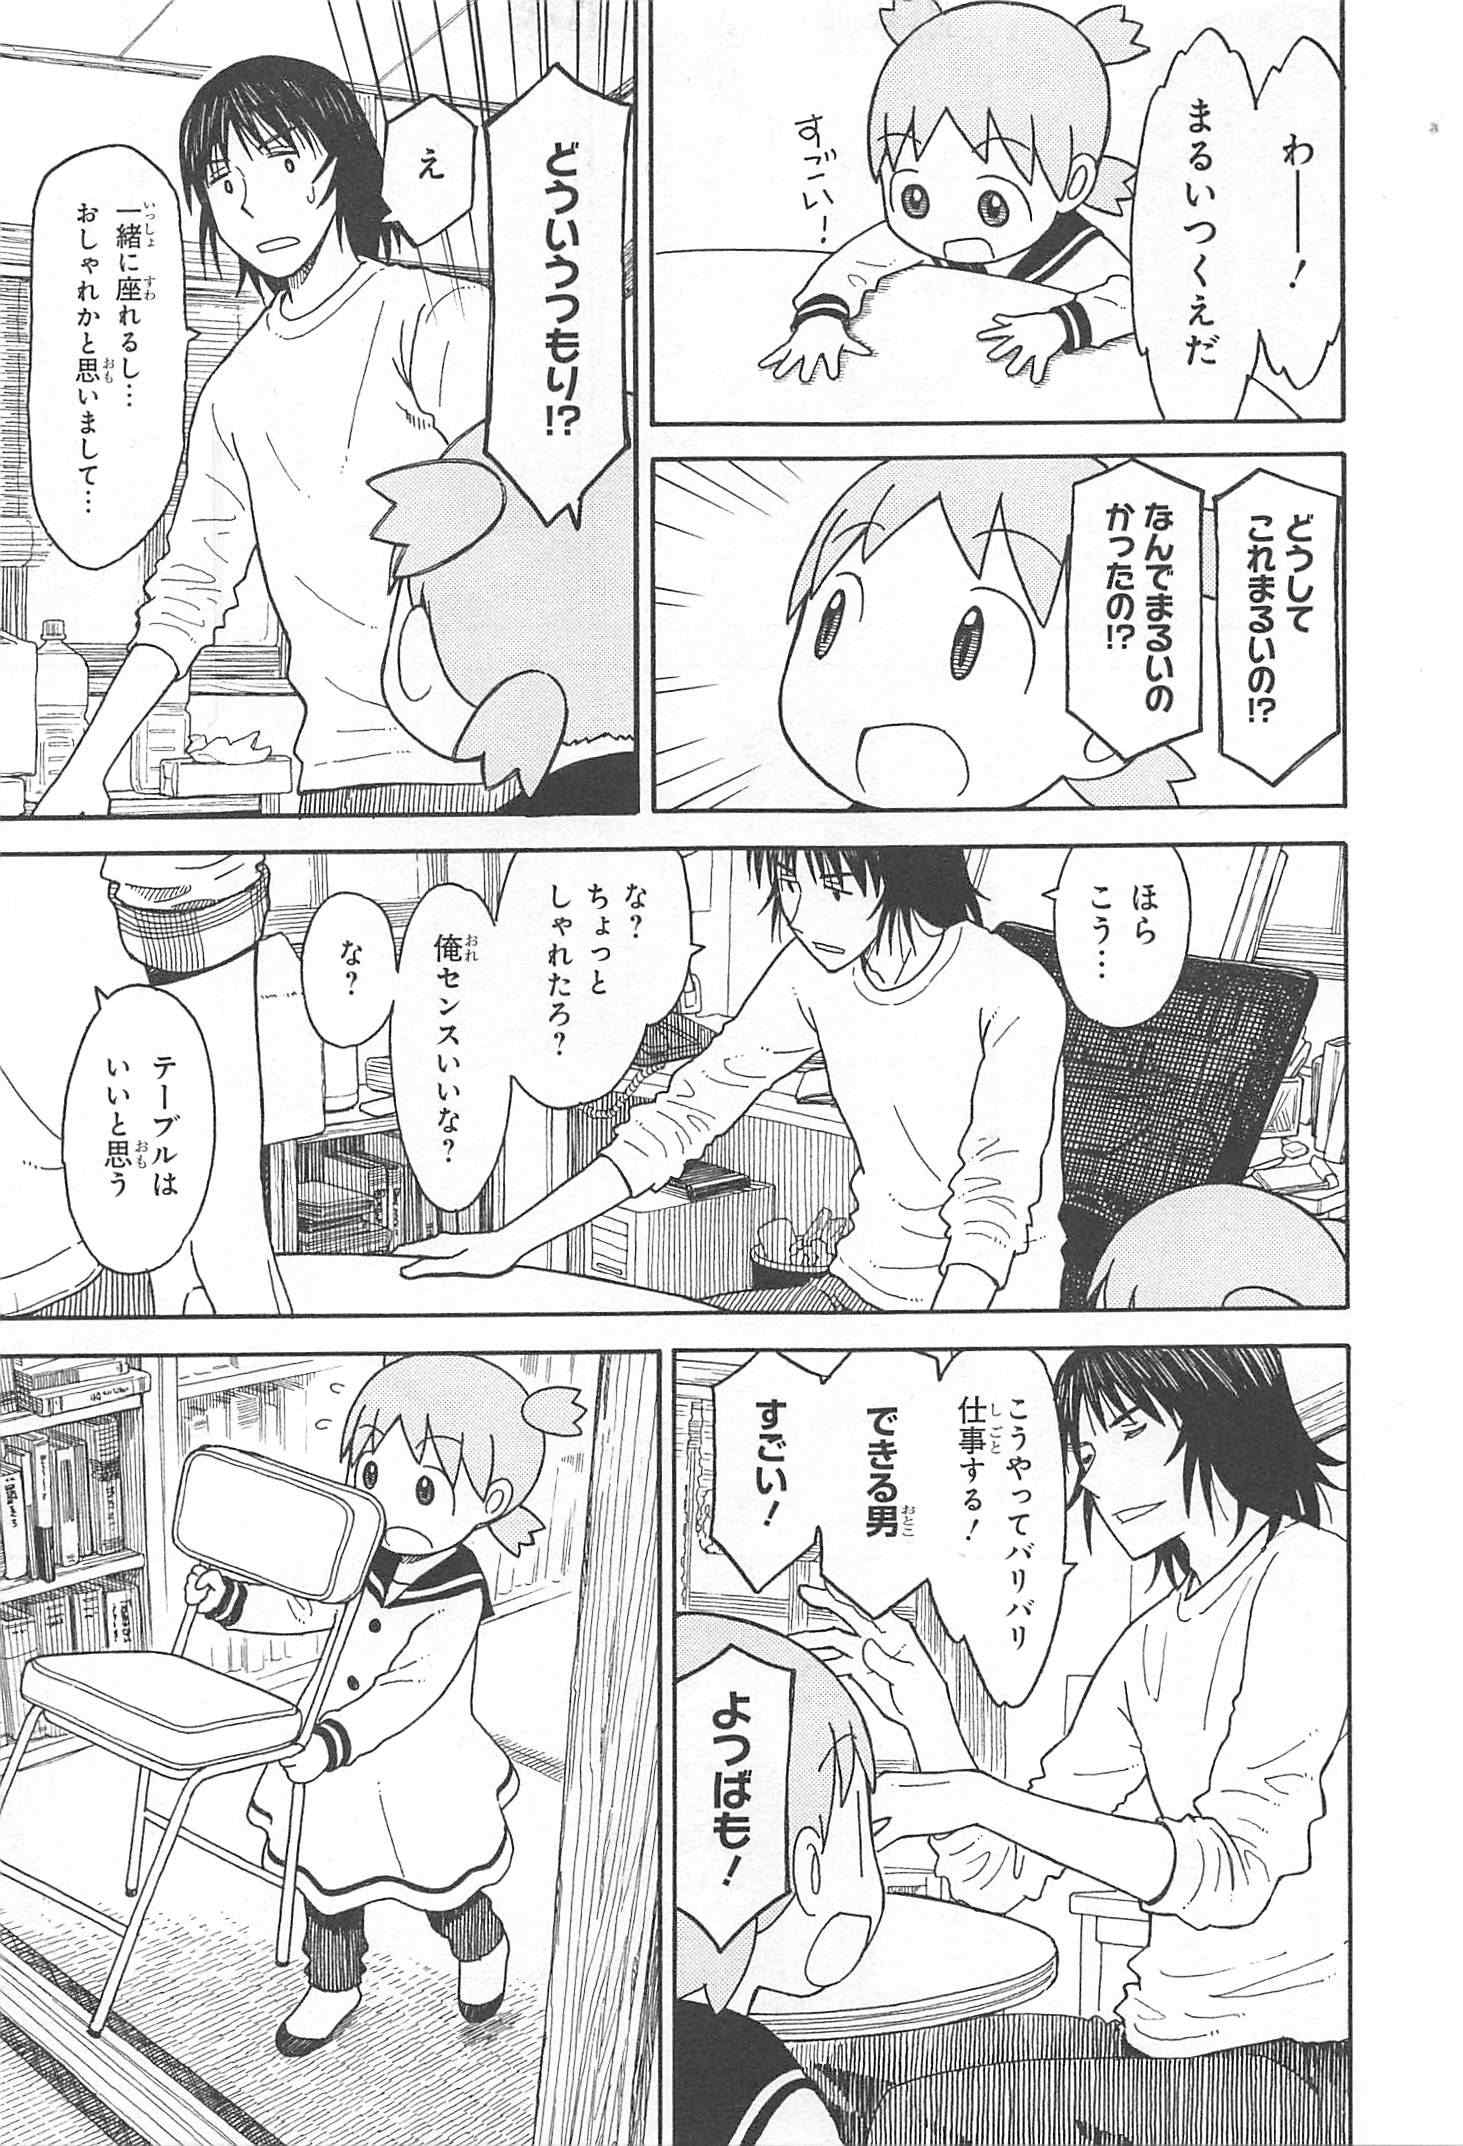 わーー！
まるいつくえだ
すごい！
どうして
これまるいの!?
なんでまるいの
かったの!?
どういうつもり!?
え
一緒に座れるし…
おしゃれかと思いまして…
ほら
こう…
な？
ちょっと
しゃれたろ？
俺センスいいな？
な？
テーブルは
いいと思う
こうやってバリバリ
仕事する！
できる男
すごい！
よつばも！